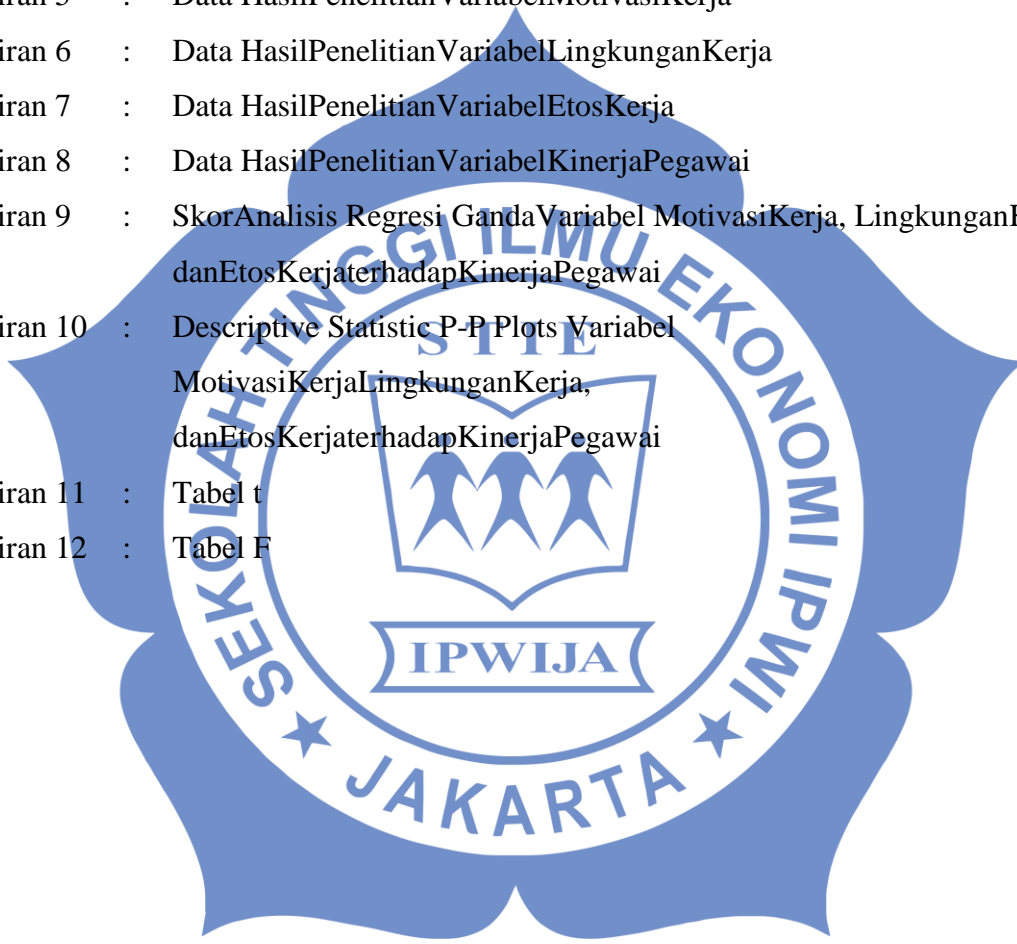 iran 5 : Data HasilPenelitianVariabelMotivasiKerja
iran 6 : Data HasilPenelitianVariabelLingkunganKerja
iran 7 : Data HasilPenelitianVariabelEtosKerja
iran 8 : Data HasilPenelitianVariabelKinerjaPegawai
iran 9 : SkorAnalisis Regresi GandaVariabel MotivasiKerja, Lingkungan
danEtosKerjaterhadapKinerjaPegawai
iran 10 : Descriptive Statistic P-P Plots Variabel
MotivasiKerjaLingkunganKerja,
danEtosKerjaterhadapKinerjaPegawai
iran 11 : Tabel t
iran 12 : Tabel F
SEKOLAH TINGGI ILMU EKONOMI IPWI
STIE
IPWIJA
★ JAKARTA ★